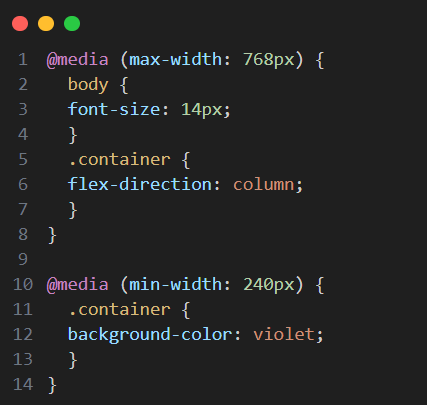 1 @media (max-width: 768px) {
2 body {
3 font-size: 14px;
4 }
5 .container {
6 flex-direction: column;
7 }
8 }
9
10 @media (min-width: 240px) {
11 .container {
12 background-color: violet;
13 }
14 }